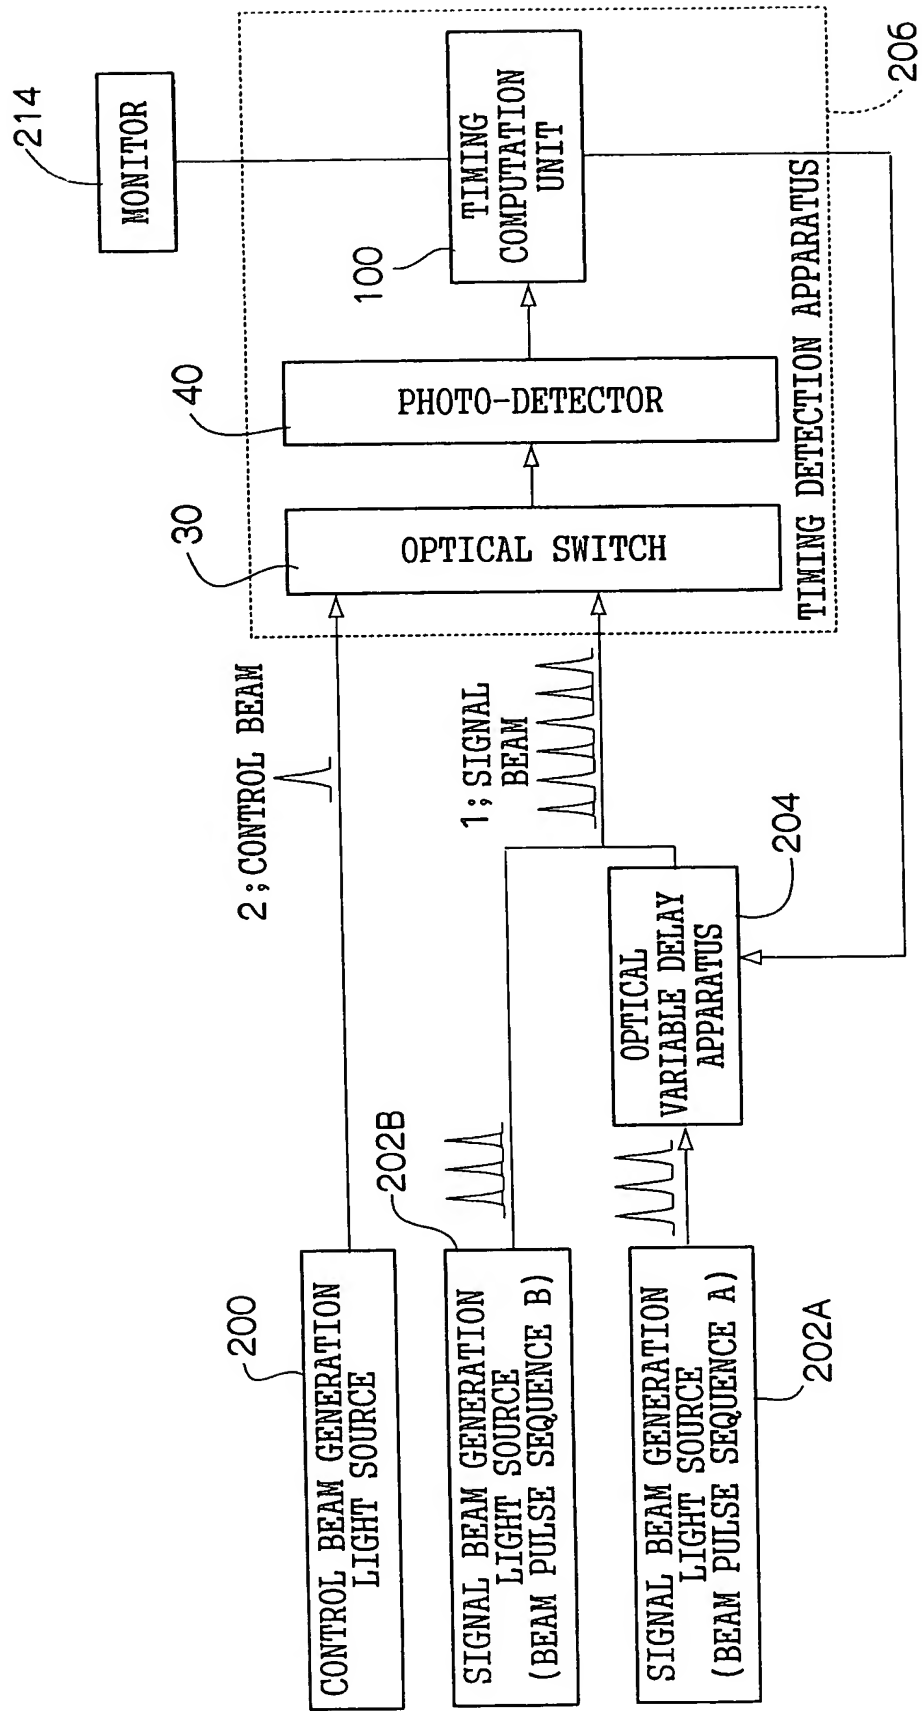 214
MONITOR
TIMING
COMPUTATION
UNIT
100
206
40
PHOTO-DETECTOR
30
OPTICAL SWITCH
TIMING DETECTION APPARATUS
2;CONTROL BEAM
1;SIGNAL
BEAM
204
OPTICAL
VARIABLE DELAY
APPARATUS
202B
200
CONTROL BEAM GENERATION
LIGHT SOURCE
SIGNAL BEAM GENERATION
LIGHT SOURCE
(BEAM PULSE SEQUENCE B)
SIGNAL BEAM GENERATION
LIGHT SOURCE
(BEAM PULSE SEQUENCE A)
202A